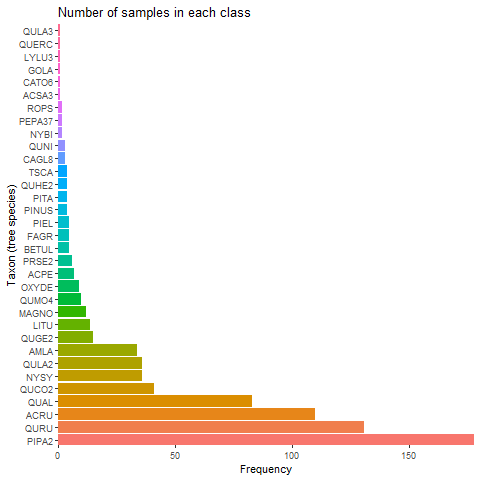 Number of samples in each class
QULA3
QUERC
LYLU3
GOLA
CATO6
ACSA3
ROPS
PEPA37
NYBI
QUNI
CAGL8
TSCA
QUHE2
PITA
PINUS
PIEL
FAGR
BETUL
PRSE2
ACPE
OXYDE
QUMO4
MAGNO
LITU
QUGE2
AMLA
QULA2
NYSY
QUCO2
QUAL
ACRU
QURU
PIPA2
Taxon (tree species)
0 50 100 150
Frequency